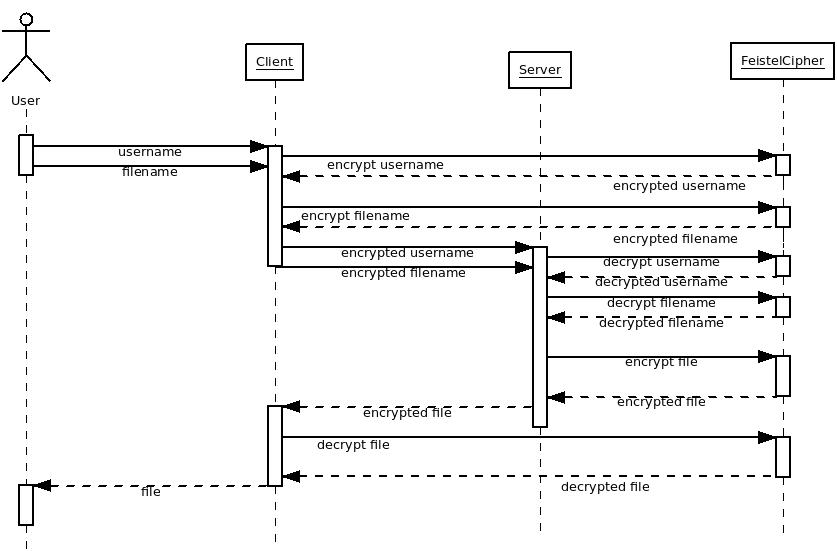 Client
Server
FeistelCipher
User
username
filename
encrypt username
encrypted username
encrypt filename
encrypted filename
encrypted username
encrypted filename
decrypt username
decrypted username
decrypt filename
decrypted filename
encrypt file
encrypted file
encrypted file
decrypt file
decrypted file
file